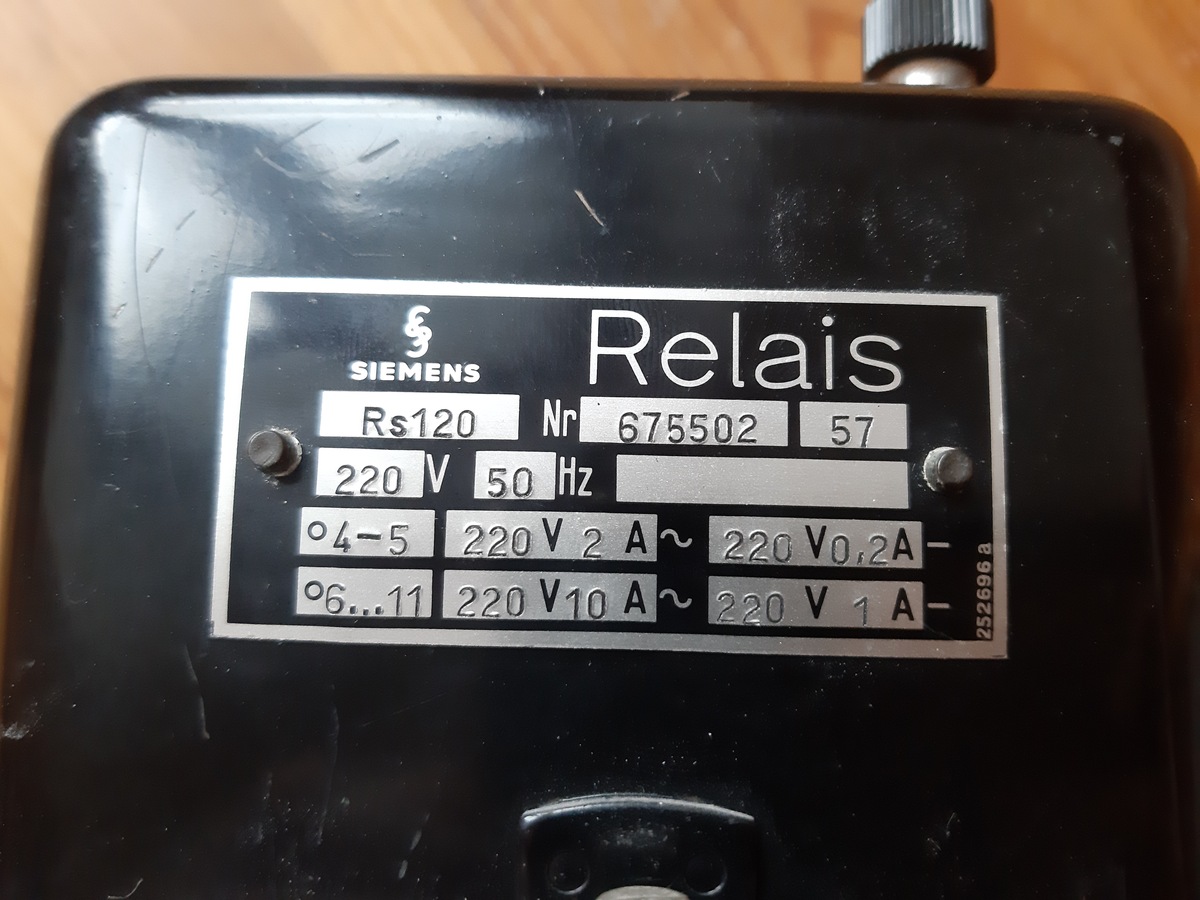 SIEMENS Relais
Rs120 Nr 675502 57
220 V 50 Hz
°4-5 220 V 2 A ~ 220 V 0,2 A –
°6...11 220 V 10 A ~ 220 V 1 A –
252696a